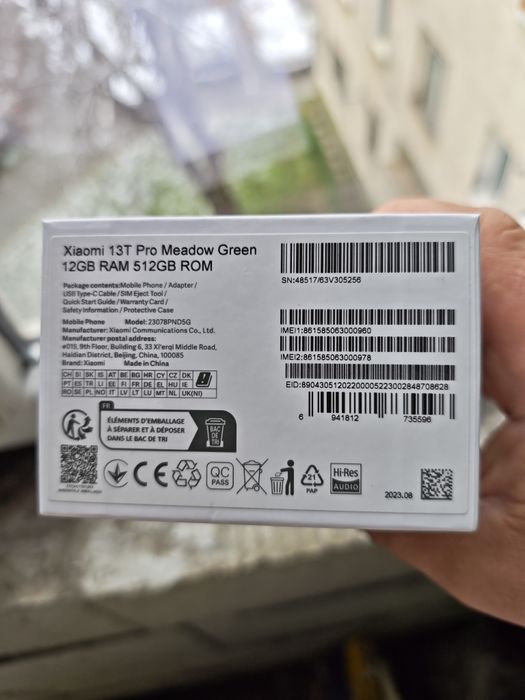 Xiaomi 13T Pro Meadow Green
12GB RAM 512GB ROM
Package contents:Mobile Phone / Adapter /
USB Type-C Cable / SIM Eject Tool /
Quick Start Guide / Warranty Card /
Safety Information / Protective Case
Mobile Phone Model: 23078PND5G
Manufacturer: Xiaomi Communications Co., Ltd.
Manufacturer postal address:
#019, 9th Floor, Building 6, 33 Xi'erqi Middle Road,
Haidian District, Beijing, China, 100085
Brand: Xiaomi Made in China
CH SI SK IS AT BE BG HR CY CZ DK
PT ES TR LI EE FI FR DE EL HU IE
RO SE PL NO IT LV LT LU MT NL UK(NI)
FR
ÉLÉMENTS D'EMBALLAGE
À SÉPARER ET À DÉPOSER
DANS LE BAC DE TRI
BAC
DE
TRI
CE
QC
PASS
21
PAP
Hi-Res
AUDIO
SN:48517/63V305256
IMEI1:861585063000960
IMEI2:861585063000978
EID:89043051202200005223002848708628
6 941812 735596
2023.08